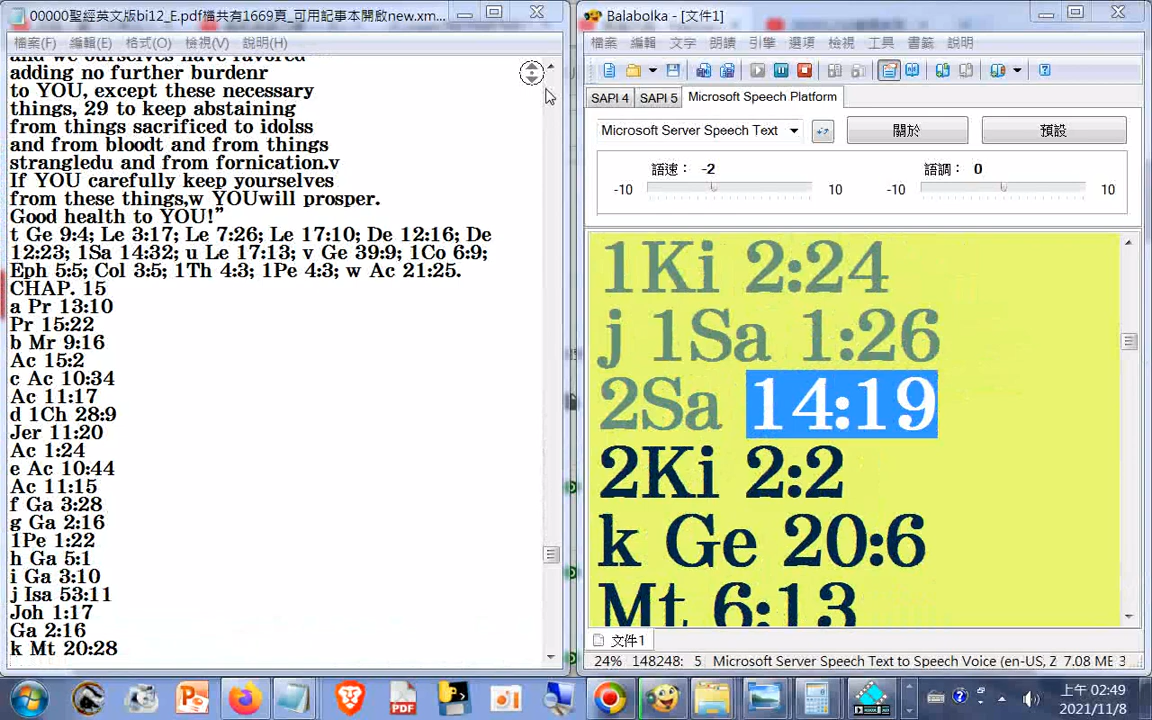 00000聖經英文版bi12_E.pdf檔共有1669頁_可用記事本開啟new.xm...
檔案(F) 編輯(E) 格式(O) 檢視(V) 說明(H)
and we ourselves have favored
adding no further burdenr
to YOU, except these necessary
things, 29 to keep abstaining
from things sacrificed to idolss
and from bloodt and from things
strangledu and from fornication.v
If YOU carefully keep yourselves
from these things,w YOUwill prosper.
Good health to YOU!”
t Ge 9:4; Le 3:17; Le 7:26; Le 17:10; De 12:16; De
12:23; 1Sa 14:32; u Le 17:13; v Ge 39:9; 1Co 6:9;
Eph 5:5; Col 3:5; 1Th 4:3; 1Pe 4:3; w Ac 21:25.
CHAP. 15
a Pr 13:10
Pr 15:22
b Mr 9:16
Ac 15:2
c Ac 10:34
Ac 11:17
d 1Ch 28:9
Jer 11:20
Ac 1:24
e Ac 10:44
Ac 11:15
f Ga 3:28
g Ga 2:16
1Pe 1:22
h Ga 5:1
i Ga 3:10
j Isa 53:11
Joh 1:17
Ga 2:16
k Mt 20:28
Balabolka - [文件1]
檔案 編輯 文字 朗讀 引擎 選項 檢視 工具 書籤 說明
SAPI 4 SAPI 5 Microsoft Speech Platform
Microsoft Server Speech Text 關於 預設
語速： -2 語調： 0
-10 10 -10 10
1Ki 2:24
j 1Sa 1:26
2Sa 14:19
2Ki 2:2
k Ge 20:6
Mt 6:13
文件1
24% 148248: 5 Microsoft Server Speech Text to Speech Voice (en-US, Z 7.08 ME 3
PDF
上午 02:49
2021/11/8